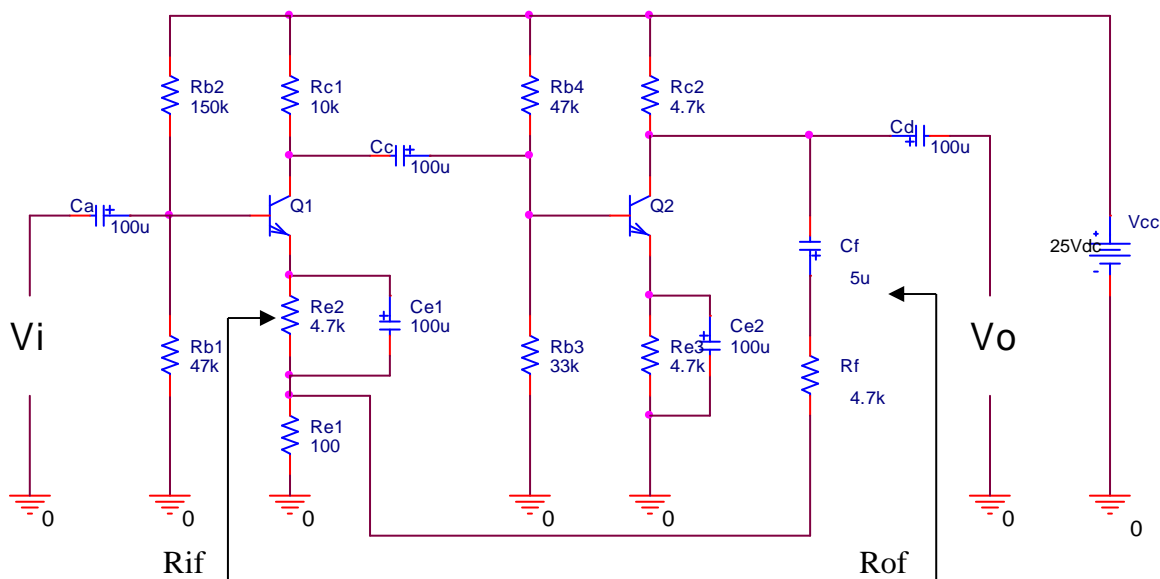 Rb2
150k
Rc1
10k
Rb4
47k
Rc2
4.7k
Cd
100u
Cc
100u
Ca
100u
Q1
Q2
Vcc
25Vdc
Cf
5u
Re2
4.7k
Ce1
100u
Vi
Rb1
47k
Rb3
33k
Re3
4.7k
Ce2
100u
Vo
Rf
4.7k
Re1
100
0
0
0
0
0
0
0
Rif
Rof